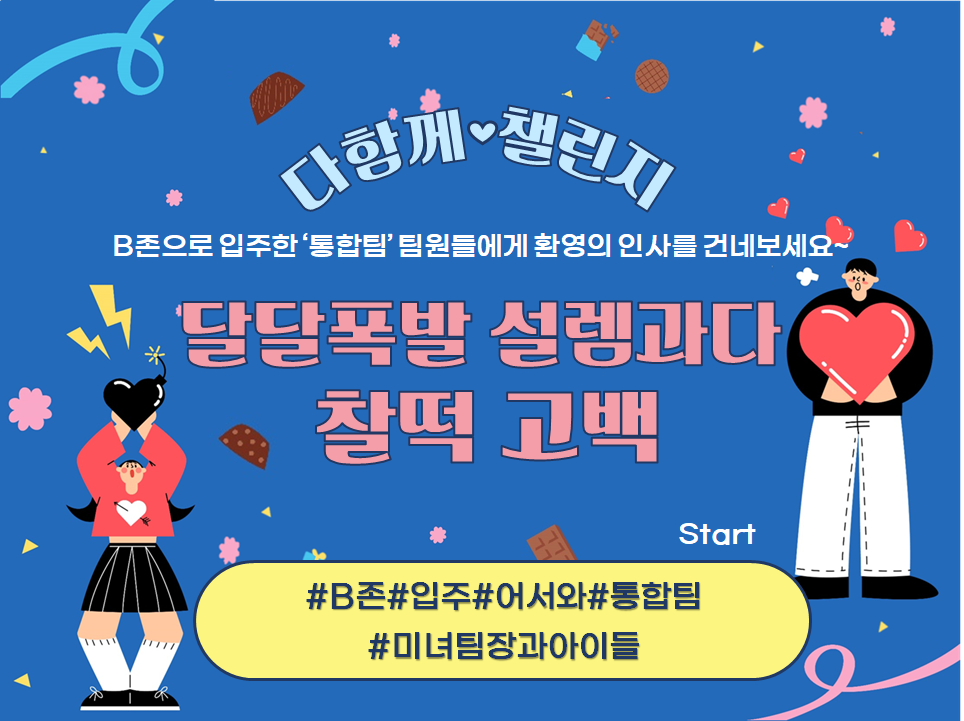 다함께♥챌린지
B존으로 입주한 ‘통합팀’ 팀원들에게 환영의 인사를 건네보세요~
달달폭발 설렘과다
찰떡 고백
Start
#B존#입주#어서와#통합팀
#미녀팀장과아이들